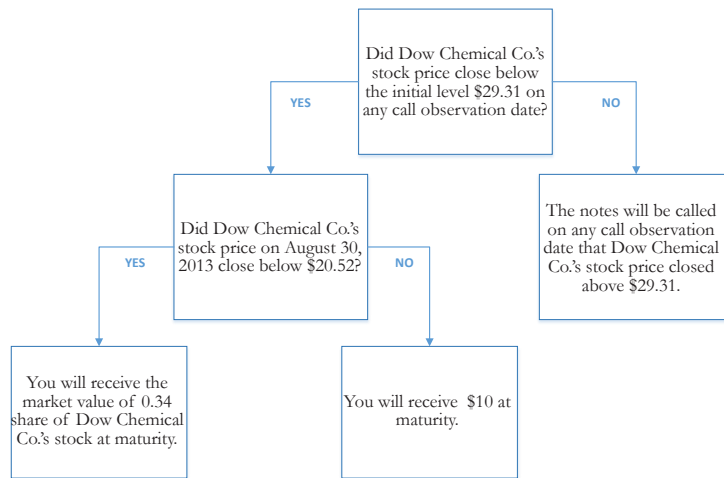 Did Dow Chemical Co.'s
stock price close below
the initial level $29.31 on
any call observation date?
YES
NO
Did Dow Chemical Co.'s
stock price on August 30,
2013 close below $20.52?
The notes will be called
on any call observation
date that Dow Chemical
Co.'s stock price closed
above $29.31.
YES
NO
You will receive the
market value of 0.34
share of Dow Chemical
Co.'s stock at maturity.
You will receive $10 at
maturity.